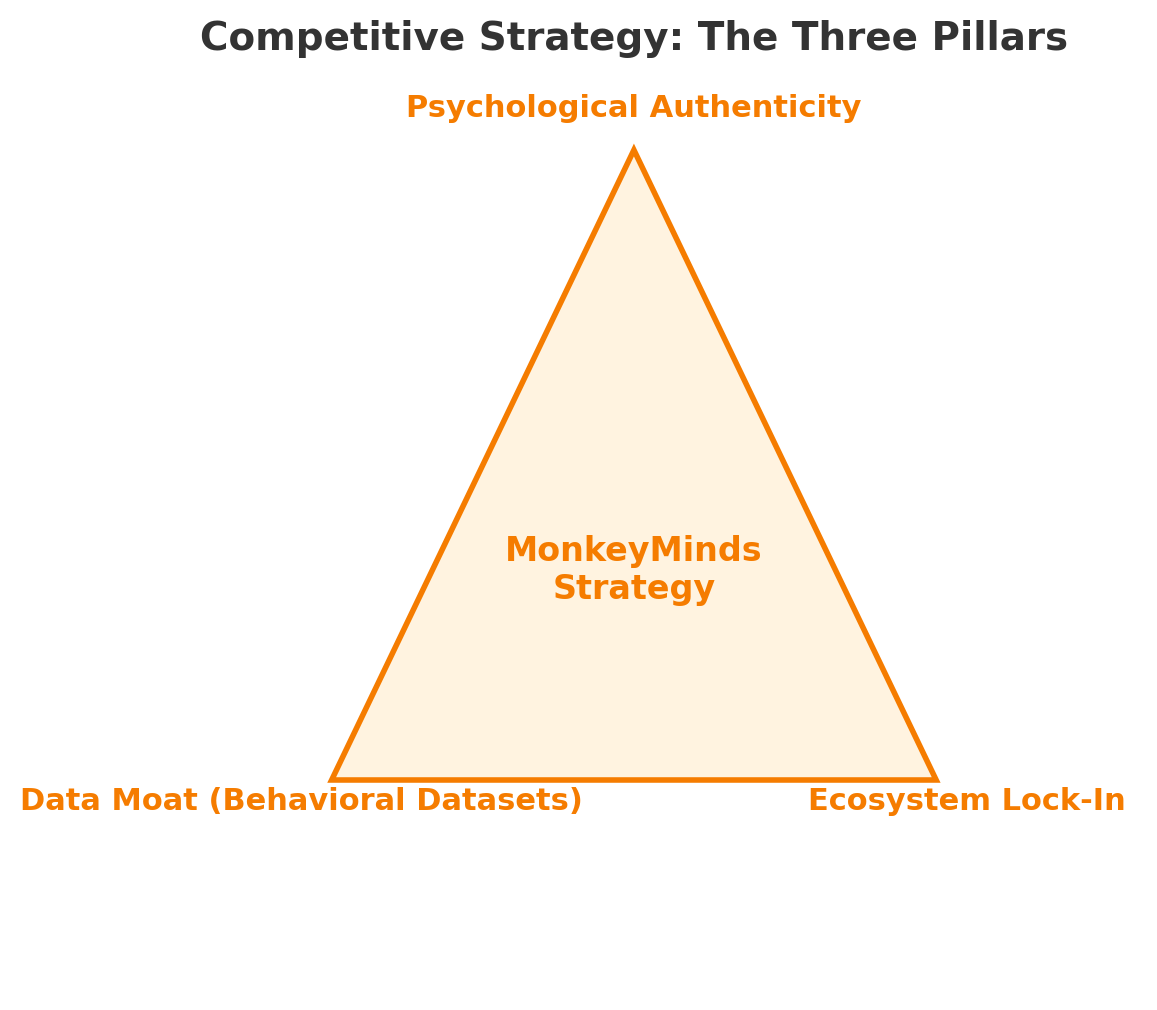 Competitive Strategy: The Three Pillars
Psychological Authenticity
MonkeyMinds
Strategy
Data Moat (Behavioral Datasets)
Ecosystem Lock-In